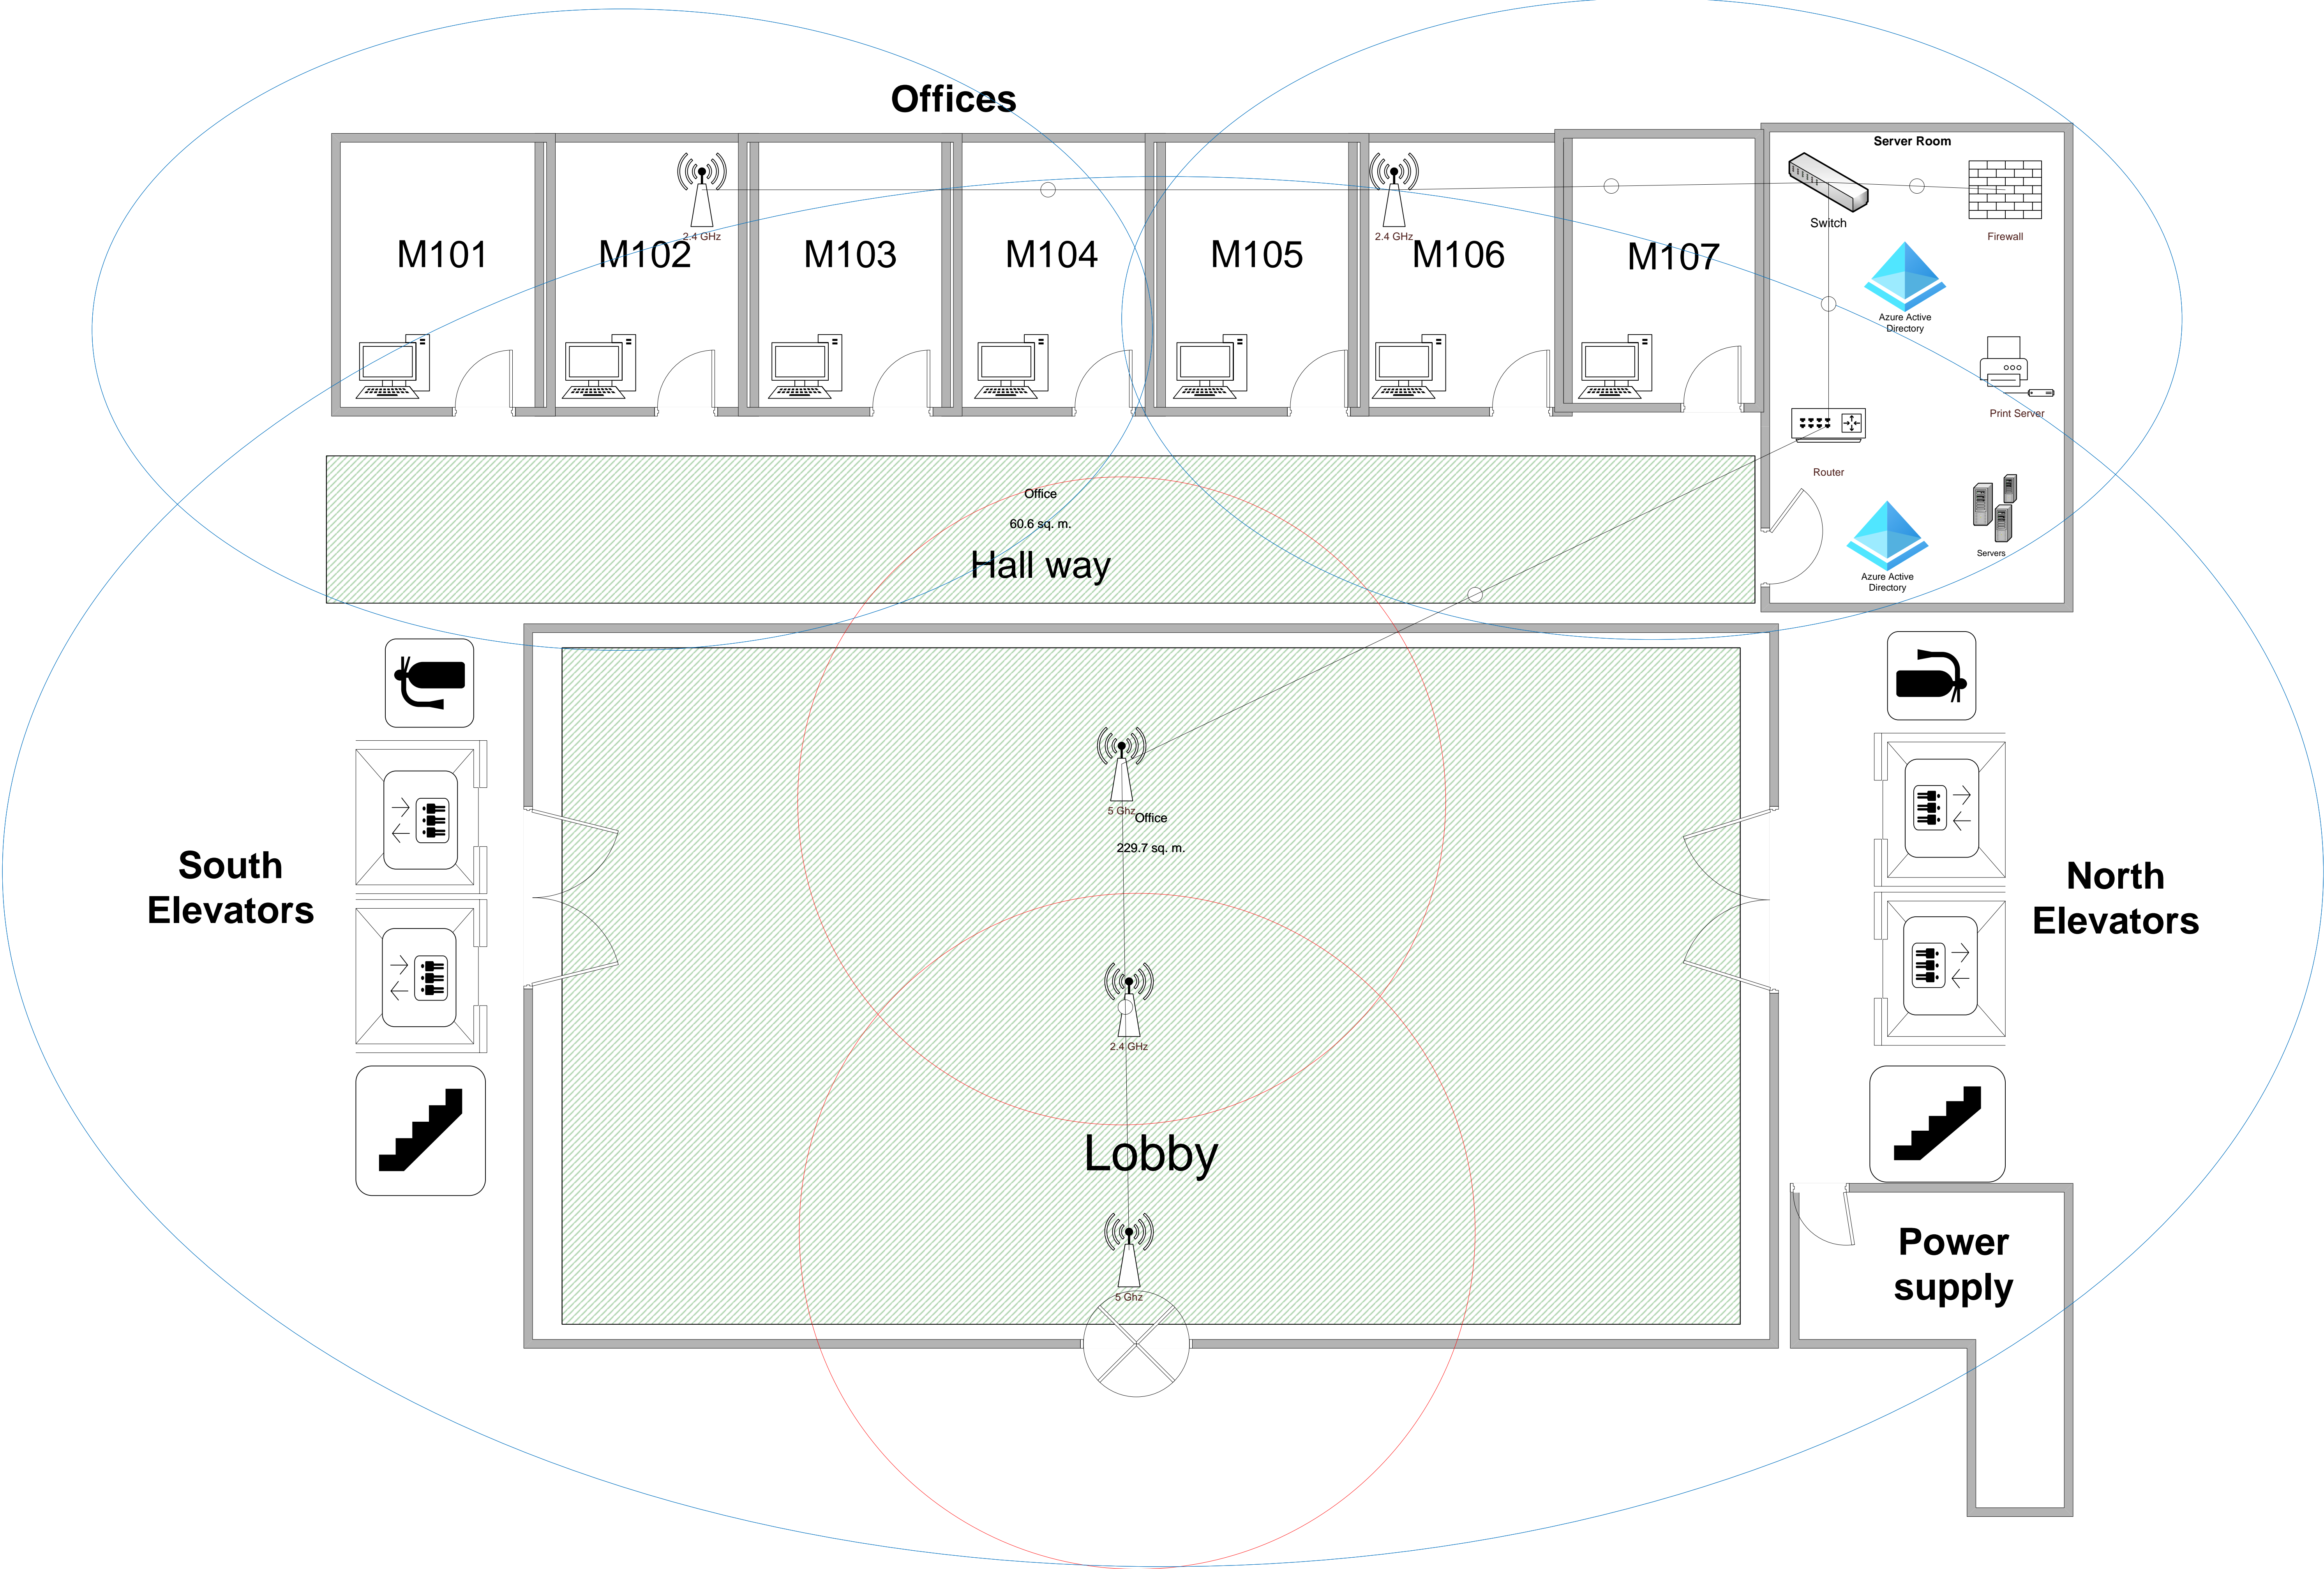 Offices
Server Room
M101
M102
M103
M104
M105
M106
M107
2.4 GHz
2.4 GHz
Switch
Firewall
Azure Active
Directory
Print Server
Router
Servers
Azure Active
Directory
Office
60.6 sq. m.
Hall way
5 Ghz
Office
229.7 sq. m.
South
Elevators
North
Elevators
2.4 GHz
Lobby
5 Ghz
Power
supply